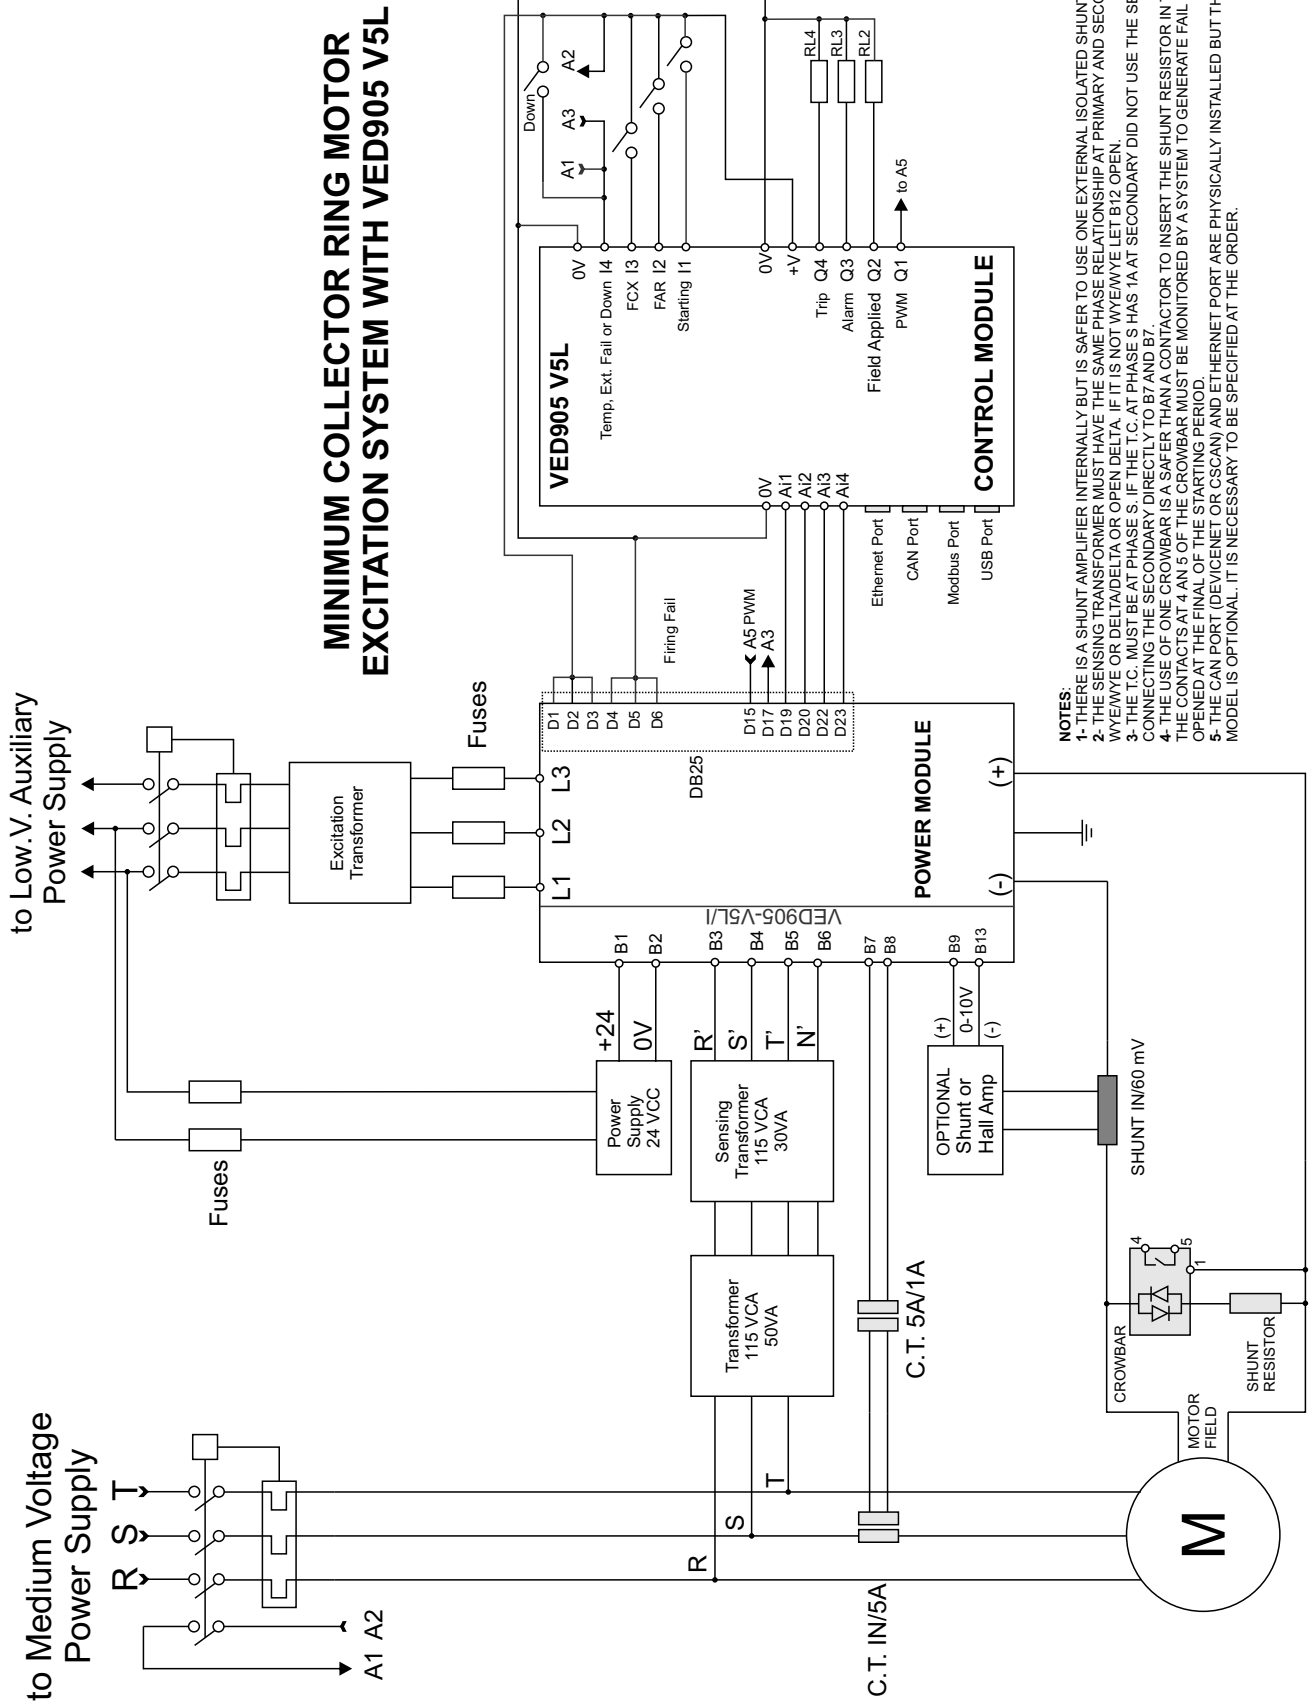 MINIMUM COLLECTOR RING MOTOR
EXCITATION SYSTEM WITH VED905 V5L
to Medium Voltage
Power Supply
R S T
A1 A2
to Low.V. Auxiliary
Power Supply
Fuses
Excitation
Transformer
Fuses
L1 L2 L3
Power
Supply
24 VCC
+24
0V
B1
B2
Transformer
115 VCA
50VA
Sensing
Transformer
115 VCA
30VA
R
S
T
R'
S'
T'
N'
B3
B4
B5
B6
C.T. IN/5A
C.T. 5A/1A
B7
B8
OPTIONAL
Shunt or
Hall Amp
(+)
0-10V
(-)
B9
B13
VED905-V5L/I
POWER MODULE
(-)
(+)
DB25
D1
D2
D3
D4
D5
D6
D15
D17
D19
D20
D22
D23
Firing Fail
A5 PWM
A3
SHUNT IN/60 mV
CROWBAR
4
5
1
SHUNT
RESISTOR
MOTOR
FIELD
M
VED905 V5L
CONTROL MODULE
0V
Ai1
Ai2
Ai3
Ai4
Ethernet Port
CAN Port
Modbus Port
USB Port
0V
Temp, Ext. Fail or Down I4
FCX I3
FAR I2
Starting I1
0V
+V
Trip Q4
Alarm Q3
Field Applied Q2
PWM Q1
to A5
A1
A3
A2
Down
RL4
RL3
RL2
NOTES:
1- THERE IS A SHUNT AMPLIFIER INTERNALLY BUT IS SAFER TO USE ONE EXTERNAL ISOLATED SHUNT
2- THE SENSING TRANSFORMER MUST HAVE THE SAME PHASE RELATIONSHIP AT PRIMARY AND SECO
WYE/WYE OR DELTA/DELTA OR OPEN DELTA. IF IT IS NOT WYE/WYE LET B12 OPEN.
3- THE T.C. MUST BE AT PHASE S. IF THE T.C. AT PHASE S HAS 1A AT SECONDARY DID NOT USE THE SE
CONNECTING THE SECONDARY DIRECTLY TO B7 AND B7.
4- THE USE OF ONE CROWBAR IS A SAFER THAN A CONTACTOR TO INSERT THE SHUNT RESISTOR IN
THE CONTACTS AT 4 AN 5 OF THE CROWBAR MUST BE MONITORED BY A SYSTEM TO GENERATE FAIL
OPENED AT THE FINAL OF THE STARTING PERIOD.
5- THE CAN PORT (DEVICENET OR CSCAN) AND ETHERNET PORT ARE PHYSICALLY INSTALLED BUT
MODEL IS OPTIONAL. IT IS NECESSARY TO BE SPECIFIED AT THE ORDER.